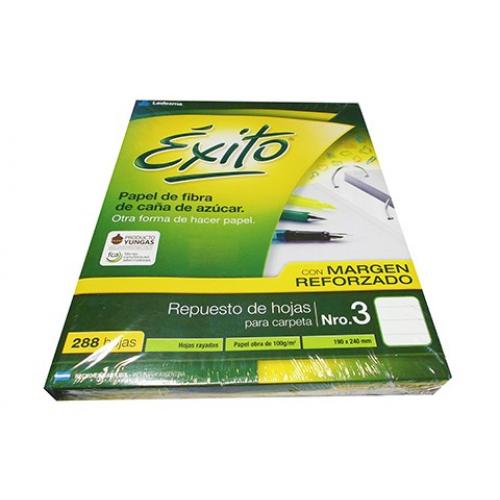 Ledesma
Éxito
Papel de fibra
de caña de azúcar.
Otra forma de hacer papel.
PRODUCTO
YUNGAS
fca
CON MARGEN
REFORZADO
Repuesto de hojas
para carpeta
Nro.3
288 hojas
Hojas rayadas
Papel obra de 100g/m²
190 x 240 mm